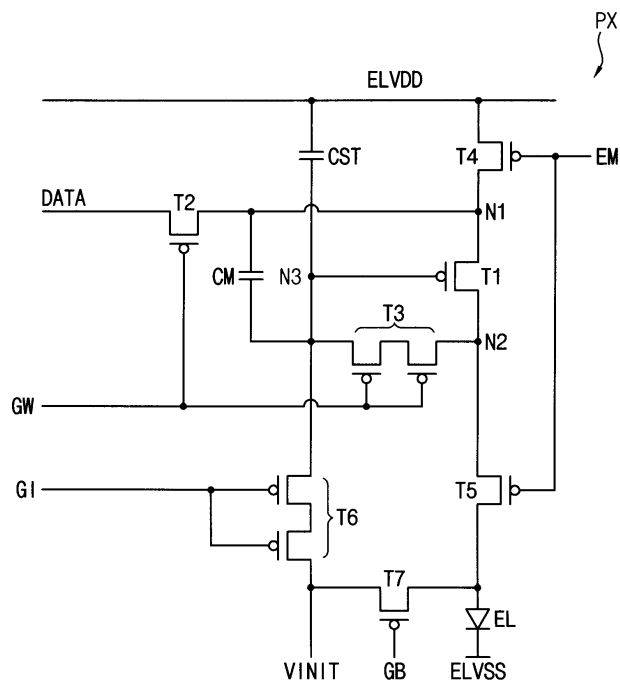 PX
ELVDD
CST
T4
EM
DATA
T2
N1
CM
N3
T1
T3
N2
GW
GI
T5
T6
T7
EL
VINIT
GB
ELVSS